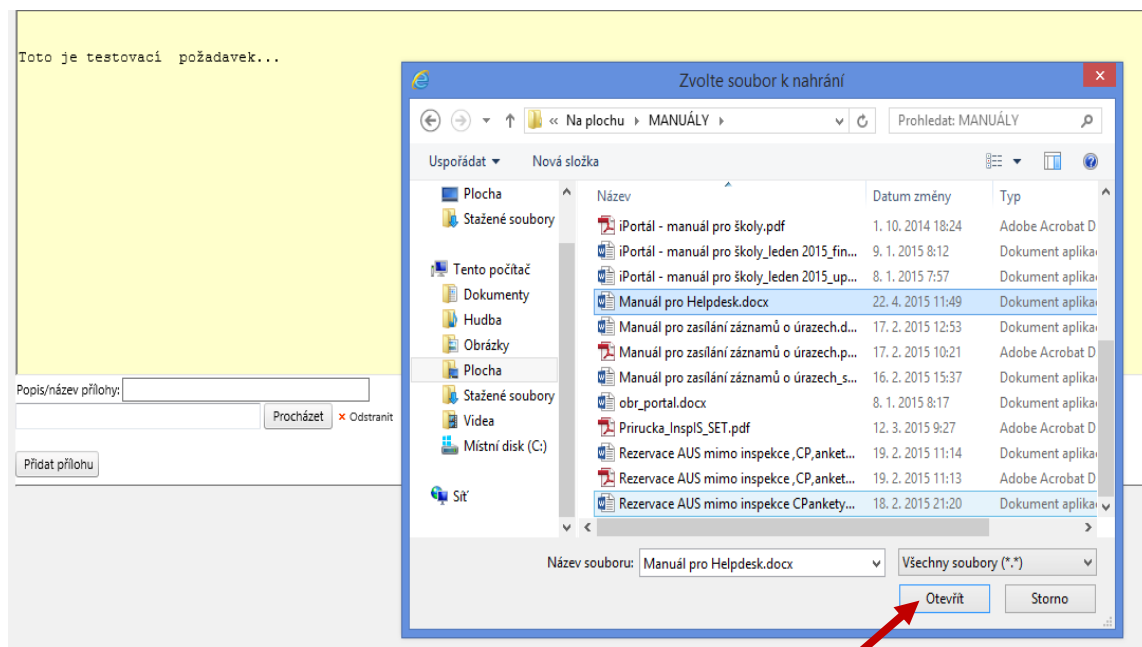 Toto je testovací  požadavek...
Popis/název přílohy:
Procházet × Odstranit
Přidat přílohu
Zvolte soubor k nahrání
« Na plochu MANUÁLY
Prohledat: MANUÁLY
Uspořádat Nová složka
Plocha
Stažené soubory
Tento počítač
Dokumenty
Hudba
Obrázky
Plocha
Stažené soubory
Videa
Místní disk (C:)
Síť
Název Datum změny Typ
iPortál - manuál pro školy.pdf 1. 10. 2014 18:24 Adobe Acrobat D
iPortál - manuál pro školy_leden 2015_fin... 9. 1. 2015 8:12 Dokument aplika
iPortál - manuál pro školy_leden 2015_up... 8. 1. 2015 7:57 Dokument aplika
Manuál pro Helpdesk.docx 22. 4. 2015 11:49 Dokument aplika
Manuál pro zasílání záznamů o úrazech.d... 17. 2. 2015 12:53 Dokument aplika
Manuál pro zasílání záznamů o úrazech.p... 17. 2. 2015 10:21 Adobe Acrobat D
Manuál pro zasílání záznamů o úrazech_s... 16. 2. 2015 15:37 Dokument aplika
obr_portal.docx 8. 1. 2015 8:17 Dokument aplika
Prirucka_InspIS_SET.pdf 12. 3. 2015 9:27 Adobe Acrobat D
Rezervace AUS mimo inspekce ,CP,anket... 19. 2. 2015 11:14 Dokument aplika
Rezervace AUS mimo inspekce ,CP,anket... 19. 2. 2015 11:13 Adobe Acrobat D
Rezervace AUS mimo inspekce CPankety... 18. 2. 2015 21:20 Dokument aplika
Název souboru: Manuál pro Helpdesk.docx Všechny soubory (*.*)
Otevřít Storno